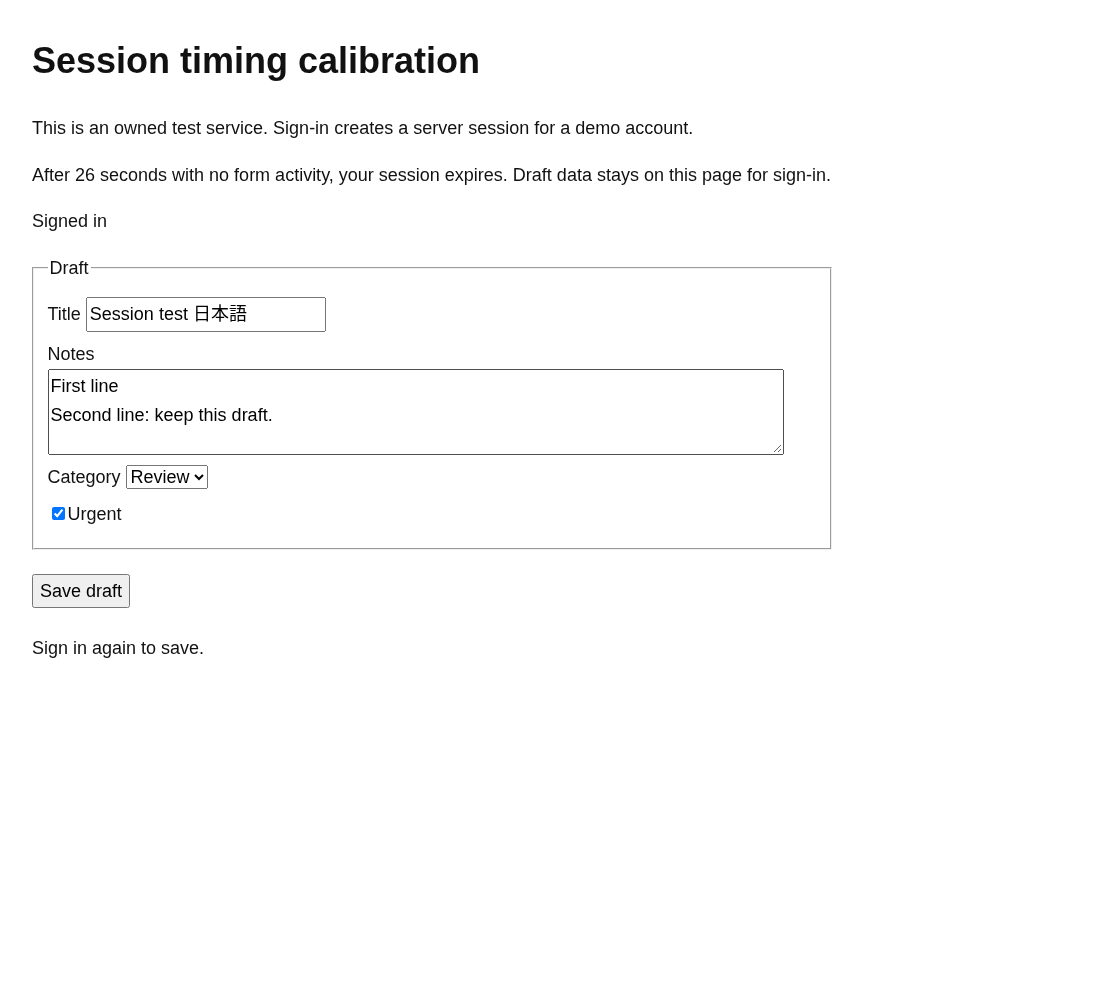 Session timing calibration
This is an owned test service. Sign-in creates a server session for a demo account.
After 26 seconds with no form activity, your session expires. Draft data stays on this page for sign-in.
Signed in
Draft
Title Session test 日本語
Notes
First line
Second line: keep this draft.
Category Review
Urgent
Save draft
Sign in again to save.